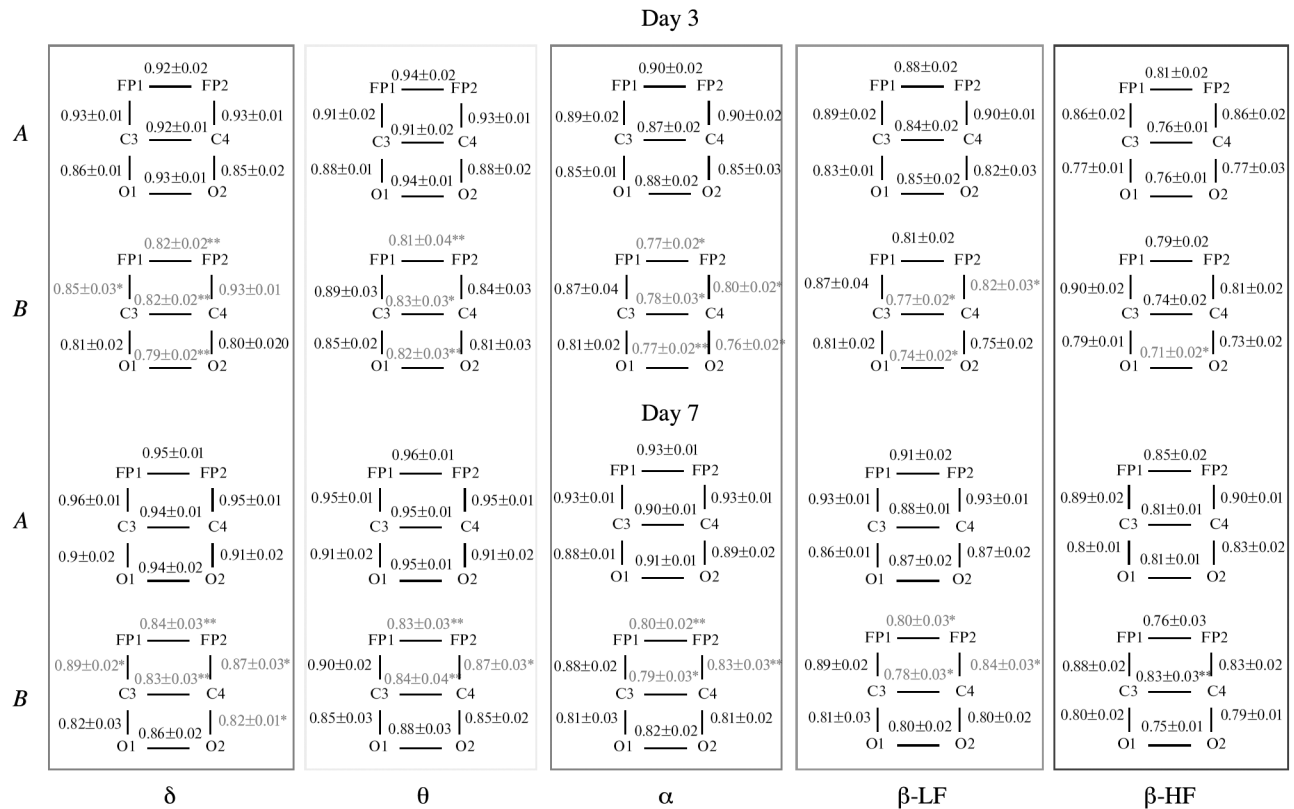 Day 3
0.92±0.02 0.94±0.02 0.90±0.02 0.88±0.02 0.81±0.02
FP1 FP2 FP1 FP2 FP1 FP2 FP1 FP2 FP1 FP2
0.93±0.01 0.93±0.01 0.91±0.02 0.93±0.01 0.89±0.02 0.90±0.02 0.89±0.02 0.90±0.01 0.86±0.02 0.86±0.02
A
0.92±0.01 0.91±0.02 0.87±0.02 0.84±0.02 0.76±0.01
C3 C4 C3 C4 C3 C4 C3 C4 C3 C4
0.86±0.01 0.85±0.02 0.88±0.01 0.88±0.02 0.85±0.01 0.85±0.03 0.83±0.01 0.82±0.03 0.77±0.01 0.77±0.03
0.93±0.01 0.94±0.01 0.88±0.02 0.85±0.02 0.76±0.01
O1 O2 O1 O2 O1 O2 O1 O2 O1 O2
0.82±0.02** 0.81±0.04** 0.77±0.02* 0.81±0.02 0.79±0.02
FP1 FP2 FP1 FP2 FP1 FP2 FP1 FP2 FP1 FP2
0.85±0.03* 0.93±0.01 0.89±0.03 0.84±0.03 0.87±0.04 0.80±0.02* 0.87±0.04 0.82±0.03* 0.90±0.02 0.81±0.02
B
0.82±0.02** 0.83±0.03* 0.78±0.03* 0.77±0.02* 0.74±0.02
C3 C4 C3 C4 C3 C4 C3 C4 C3 C4
0.81±0.02 0.80±0.020 0.85±0.02 0.81±0.03 0.81±0.02 0.76±0.02* 0.81±0.02 0.75±0.02 0.79±0.01 0.73±0.02
0.79±0.02** 0.82±0.03** 0.77±0.02** 0.74±0.02* 0.71±0.02*
O1 O2 O1 O2 O1 O2 O1 O2 O1 O2
Day 7
0.95±0.01 0.96±0.01 0.93±0.01 0.91±0.02 0.85±0.02
FP1 FP2 FP1 FP2 FP1 FP2 FP1 FP2 FP1 FP2
0.96±0.01 0.95±0.01 0.95±0.01 0.95±0.01 0.93±0.01 0.93±0.01 0.93±0.01 0.93±0.01 0.89±0.02 0.90±0.01
A
0.94±0.01 0.95±0.01 0.90±0.01 0.88±0.01 0.81±0.01
C3 C4 C3 C4 C3 C4 C3 C4 C3 C4
0.9±0.02 0.91±0.02 0.91±0.02 0.91±0.02 0.88±0.01 0.89±0.02 0.86±0.01 0.87±0.02 0.8±0.01 0.83±0.02
0.94±0.02 0.95±0.01 0.91±0.01 0.87±0.02 0.81±0.01
O1 O2 O1 O2 O1 O2 O1 O2 O1 O2
0.84±0.03** 0.83±0.03** 0.80±0.02** 0.80±0.03* 0.76±0.03
FP1 FP2 FP1 FP2 FP1 FP2 FP1 FP2 FP1 FP2
0.89±0.02* 0.87±0.03* 0.90±0.02 0.87±0.03* 0.88±0.02 0.83±0.03** 0.89±0.02 0.84±0.03* 0.88±0.02 0.83±0.02
0.83±0.03** 0.84±0.04** 0.79±0.03* 0.78±0.03* 0.83±0.03**
B
C3 C4 C3 C4 C3 C4 C3 C4 C3 C4
0.82±0.03 0.82±0.01* 0.85±0.03 0.85±0.02 0.81±0.03 0.81±0.02 0.81±0.03 0.80±0.02 0.80±0.02 0.79±0.01
0.86±0.02 0.88±0.03 0.82±0.02 0.80±0.02 0.75±0.01
O1 O2 O1 O2 O1 O2 O1 O2 O1 O2
δ θ α β-LF β-HF